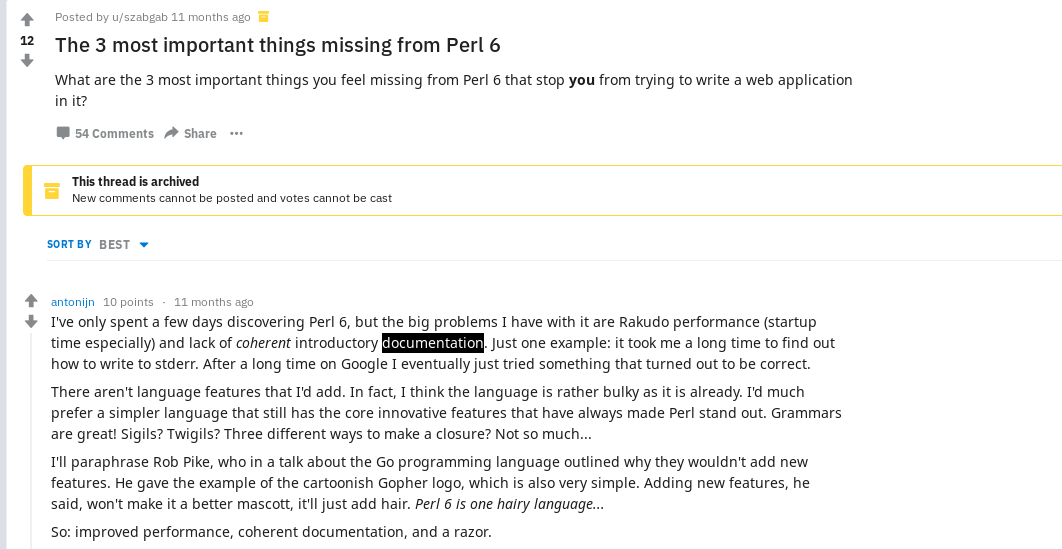 Posted by u/szabgab 11 months ago
12
The 3 most important things missing from Perl 6
What are the 3 most important things you feel missing from Perl 6 that stop you from trying to write a web application
in it?
54 Comments Share ···
This thread is archived
New comments cannot be posted and votes cannot be cast
SORT BY BEST
antonijn 10 points · 11 months ago
I've only spent a few days discovering Perl 6, but the big problems I have with it are Rakudo performance (startup
time especially) and lack of coherent introductory documentation. Just one example: it took me a long time to find out
how to write to stderr. After a long time on Google I eventually just tried something that turned out to be correct.
There aren't language features that I'd add. In fact, I think the language is rather bulky as it is already. I'd much
prefer a simpler language that still has the core innovative features that have always made Perl stand out. Grammars
are great! Sigils? Twigils? Three different ways to make a closure? Not so much...
I'll paraphrase Rob Pike, who in a talk about the Go programming language outlined why they wouldn't add new
features. He gave the example of the cartoonish Gopher logo, which is also very simple. Adding new features, he
said, won't make it a better mascott, it'll just add hair. Perl 6 is one hairy language...
So: improved performance, coherent documentation, and a razor.